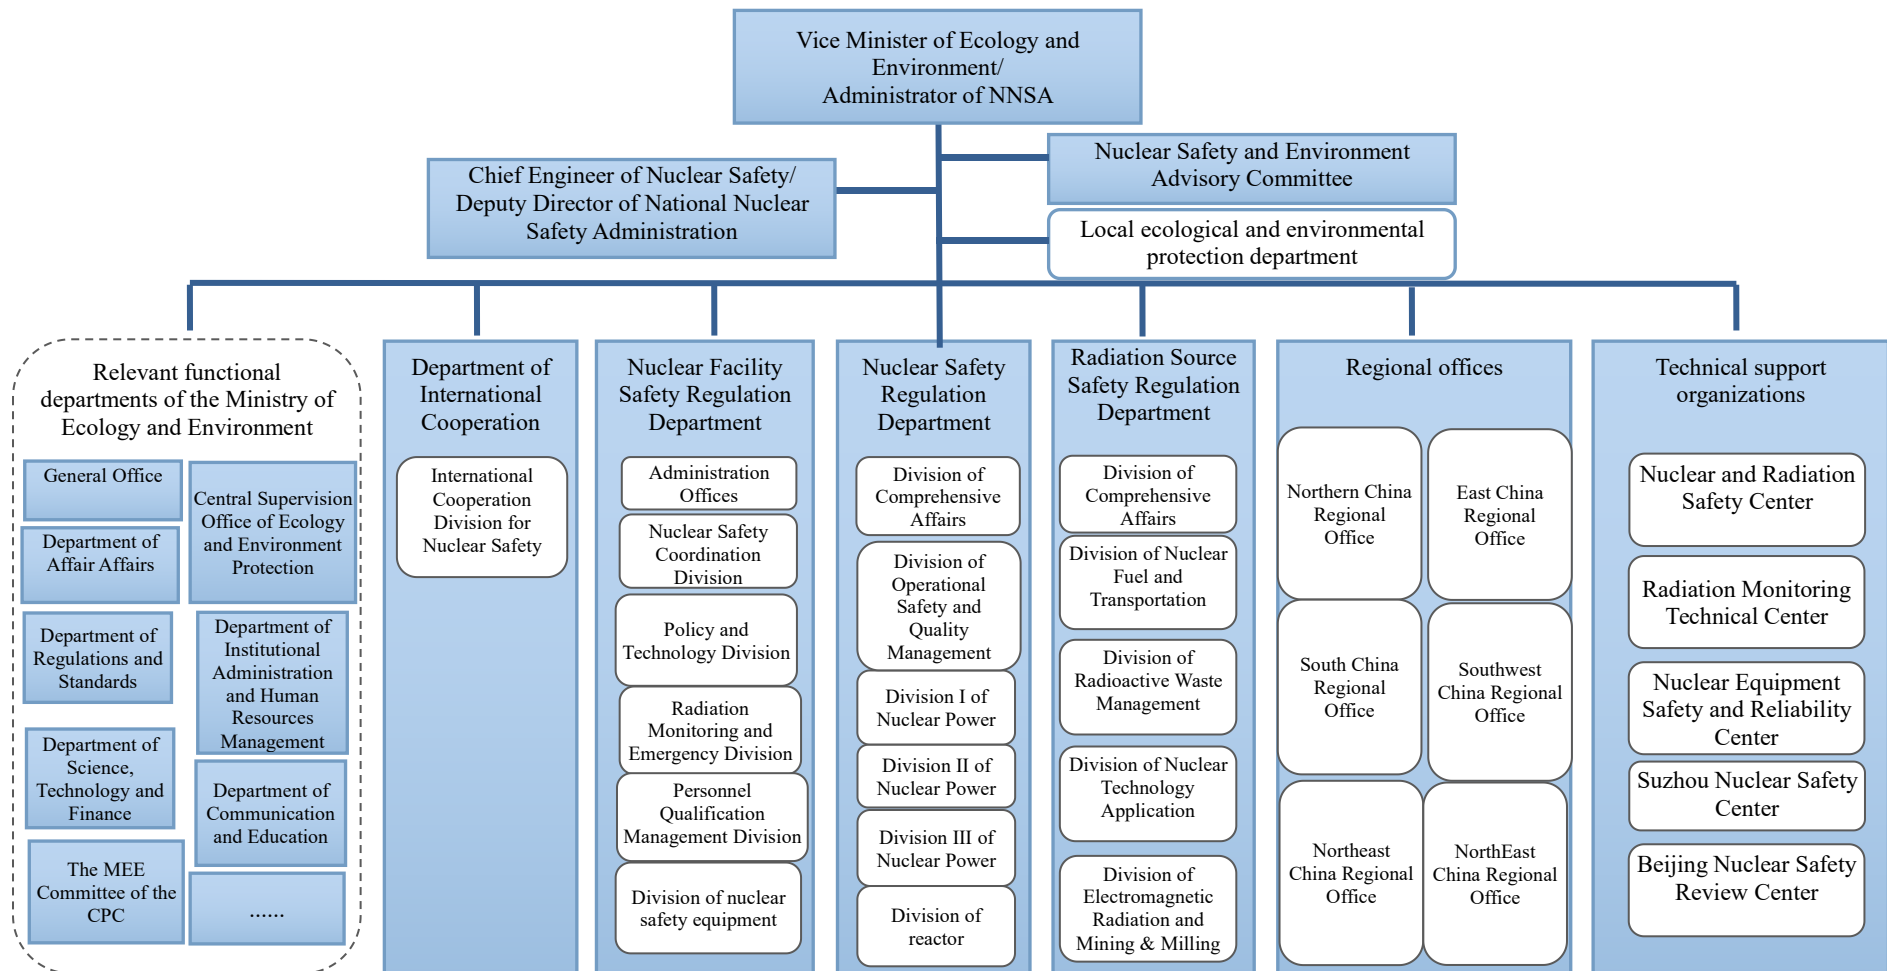 Vice Minister of Ecology and
Environment/
Administrator of NNSA
Nuclear Safety and Environment
Advisory Committee
Chief Engineer of Nuclear Safety/
Deputy Director of National Nuclear
Safety Administration
Local ecological and environmental
protection department
Relevant functional
departments of the Ministry of
Ecology and Environment
General Office
Central Supervision
Office of Ecology
and Environment
Protection
Department of
Affair Affairs
Department of
Regulations and
Standards
Department of
Institutional
Administration
and Human
Resources
Management
Department of
Science,
Technology and
Finance
Department of
Communication
and Education
The MEE
Committee of the
CPC
......
Department of
International
Cooperation
International
Cooperation
Division for
Nuclear Safety
Nuclear Facility
Safety Regulation
Department
Administration
Offices
Nuclear Safety
Coordination
Division
Policy and
Technology Division
Radiation
Monitoring and
Emergency Division
Personnel
Qualification
Management Division
Division of nuclear
safety equipment
Nuclear Safety
Regulation
Department
Division of
Comprehensive
Affairs
Division of
Operational
Safety and
Quality
Management
Division I of
Nuclear Power
Division II of
Nuclear Power
Division III of
Nuclear Power
Division of
reactor
Radiation Source
Safety Regulation
Department
Division of
Comprehensive
Affairs
Division of Nuclear
Fuel and
Transportation
Division of
Radioactive Waste
Management
Division of Nuclear
Technology
Application
Division of
Electromagnetic
Radiation and
Mining & Milling
Regional offices
Northern China
Regional
Office
East China
Regional
Office
South China
Regional
Office
Southwest
China Regional
Office
Northeast
China Regional
Office
NorthEast
China Regional
Office
Technical support
organizations
Nuclear and Radiation
Safety Center
Radiation Monitoring
Technical Center
Nuclear Equipment
Safety and Reliability
Center
Suzhou Nuclear Safety
Center
Beijing Nuclear Safety
Review Center